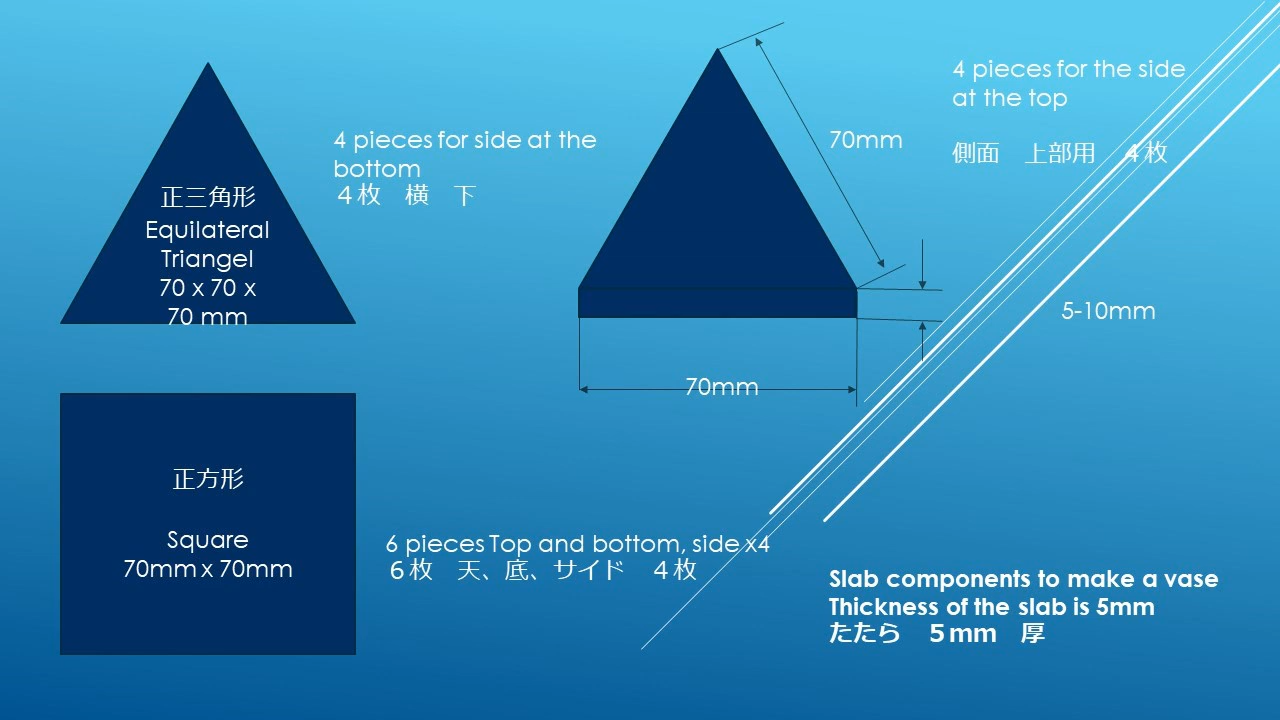 正三角形
Equilateral
Triangel
70 x 70 x
70 mm
4 pieces for side at the
bottom
４枚　横　下
70mm
4 pieces for the side
at the top
側面　上部用　４枚
5-10mm
70mm
正方形
Square
70mm x 70mm
6 pieces Top and bottom, side x4
６枚　天、底、サイド　４枚
Slab components to make a vase
Thickness of the slab is 5mm
たたら　５mm　厚